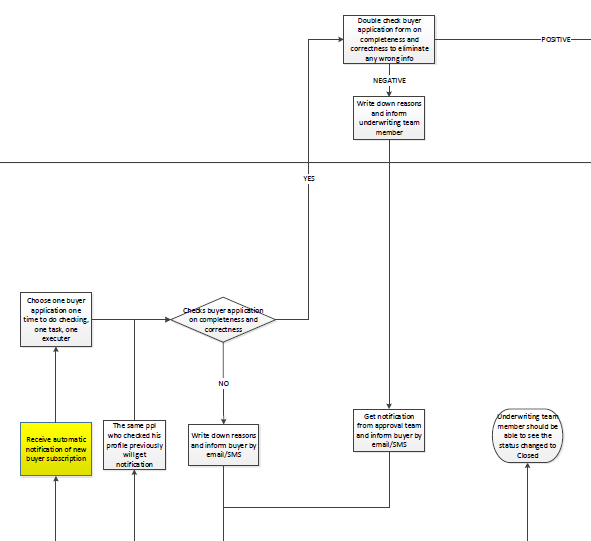 Double check buyer
application form on
completeness and
correctness to eliminate
any wrong info
POSITIVE
NEGATIVE
Write down reasons
and inform
underwriting team
member
YES
Choose one buyer
application one
time to do checking,
one task, one
executer
Checks buyer application
on completeness and
correctness
NO
Receive automatic
notification of new
buyer subscription
The same ppl
who checked his
profile previously
will get
notification
Write down reasons
and inform buyer by
email/SMS
Get notification
from approval team
and inform buyer by
email/SMS
Underwriting team
member should be
able to see the
status changed to
Closed